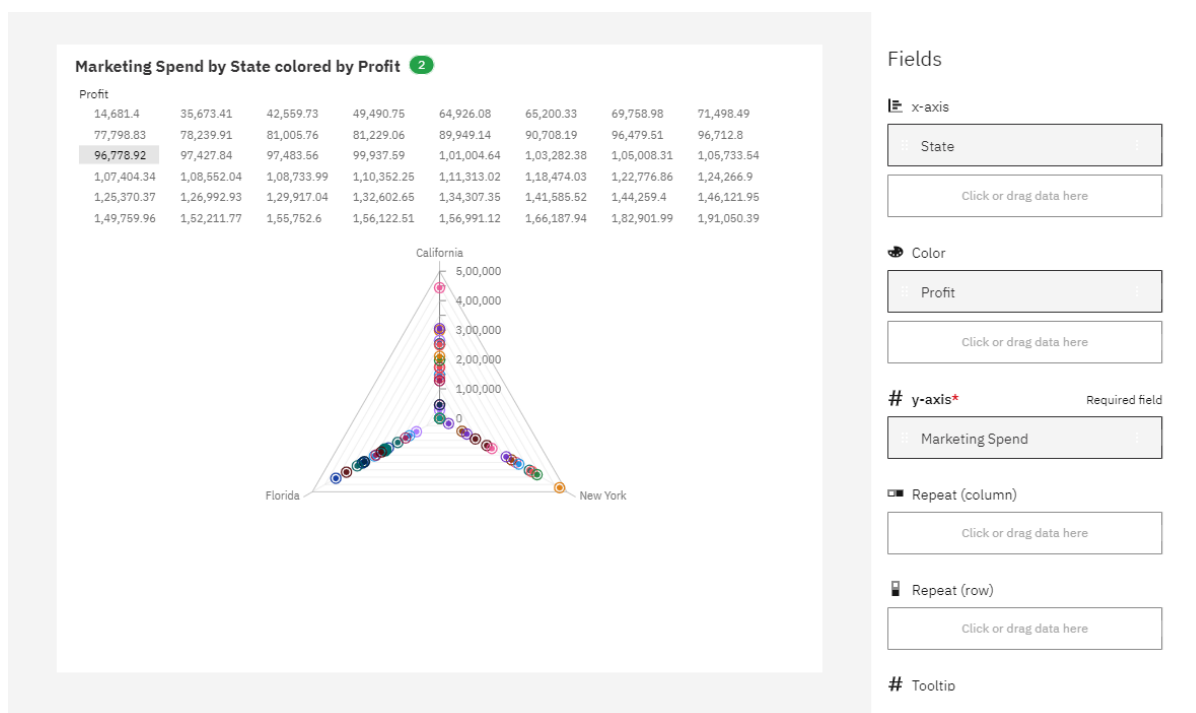 Marketing Spend by State colored by Profit 2
Profit
14,681.4 35,673.41 42,559.73 49,490.75 64,926.08 65,200.33 69,758.98 71,498.49
77,798.83 78,239.91 81,005.76 81,229.06 89,949.14 90,708.19 96,479.51 96,712.8
96,778.92 97,427.84 97,483.56 99,937.59 1,01,004.64 1,03,282.38 1,05,008.31 1,05,733.54
1,07,404.34 1,08,552.04 1,08,733.99 1,10,352.25 1,11,313.02 1,18,474.03 1,22,776.86 1,24,266.9
1,25,370.37 1,26,992.93 1,29,917.04 1,32,602.65 1,34,307.35 1,41,585.52 1,44,259.4 1,46,121.95
1,49,759.96 1,52,211.77 1,55,752.6 1,56,122.51 1,56,991.12 1,66,187.94 1,82,901.99 1,91,050.39
California
5,00,000
4,00,000
3,00,000
2,00,000
1,00,000
0
Florida
New York
Fields
x-axis
State
Click or drag data here
Color
Profit
Click or drag data here
# y-axis* Required field
Marketing Spend
Repeat (column)
Click or drag data here
Repeat (row)
Click or drag data here
# Tooltip